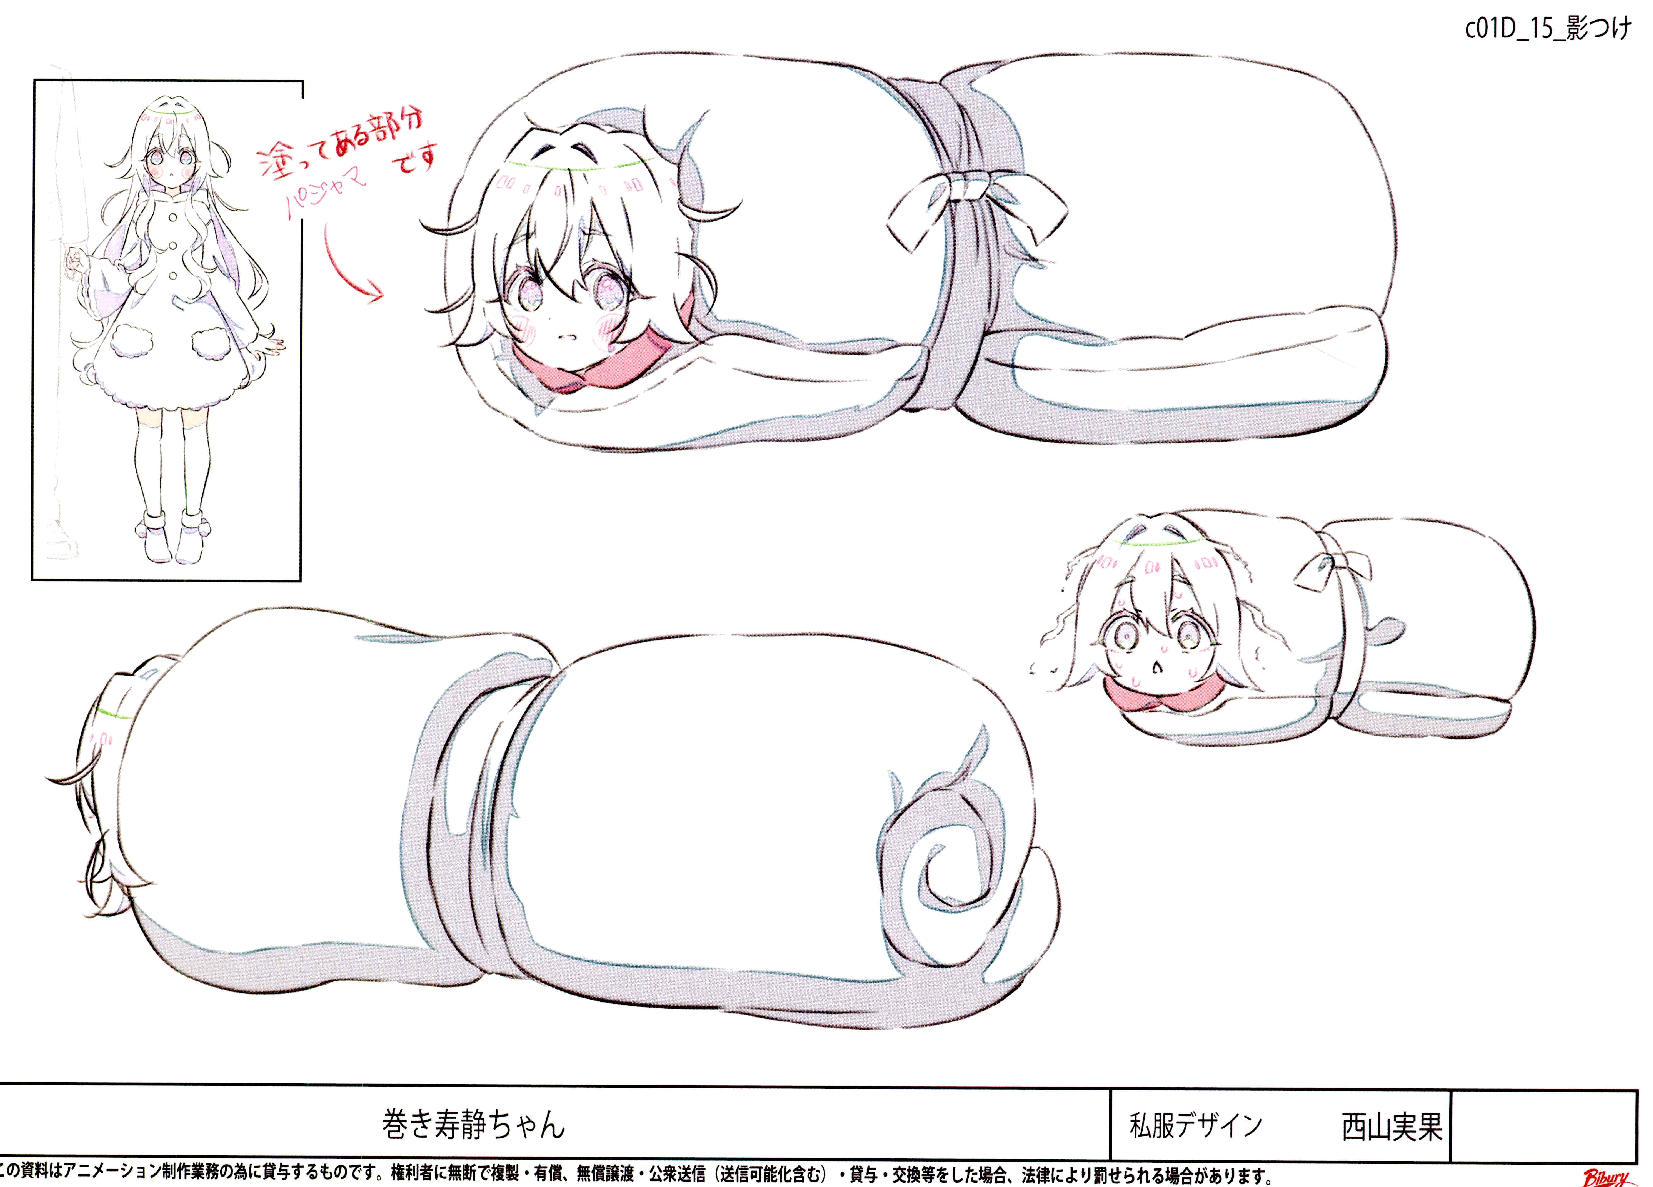 c01D_15_影つけ
塗ってある部分
パジャマ です
巻き寿静ちゃん
私服デザイン 西山実果
この資料はアニメーション制作業務の為に貸与するものです。権利者に無断で複製・有償、無償譲渡・公衆送信（送信可能化含む）・貸与・交換等をした場合、法律により罰せられる場合があります。
Bibury